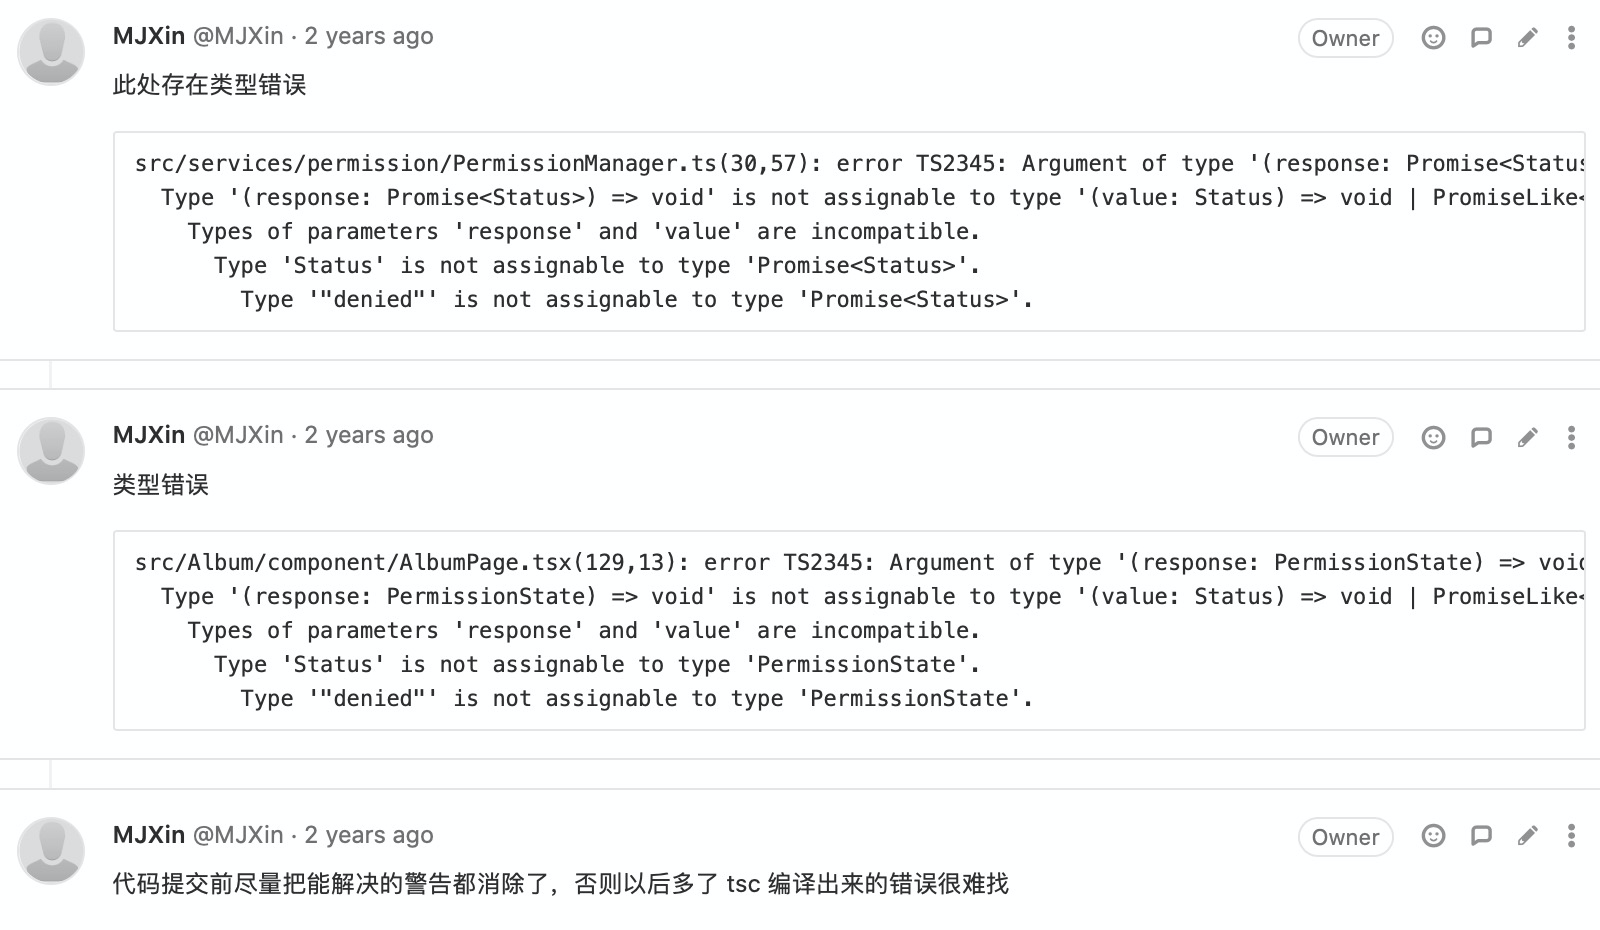 MJXin @MJXin · 2 years ago Owner
此处存在类型错误
src/services/permission/PermissionManager.ts(30,57): error TS2345: Argument of type '(response: Promise<Status
Type '(response: Promise<Status>) => void' is not assignable to type '(value: Status) => void | PromiseLike<
Types of parameters 'response' and 'value' are incompatible.
Type 'Status' is not assignable to type 'Promise<Status>'.
Type '"denied"' is not assignable to type 'Promise<Status>'.
MJXin @MJXin · 2 years ago Owner
类型错误
src/Album/component/AlbumPage.tsx(129,13): error TS2345: Argument of type '(response: PermissionState) => void
Type '(response: PermissionState) => void' is not assignable to type '(value: Status) => void | PromiseLike<
Types of parameters 'response' and 'value' are incompatible.
Type 'Status' is not assignable to type 'PermissionState'.
Type '"denied"' is not assignable to type 'PermissionState'.
MJXin @MJXin · 2 years ago Owner
代码提交前尽量把能解决的警告都消除了，否则以后多了 tsc 编译出来的错误很难找